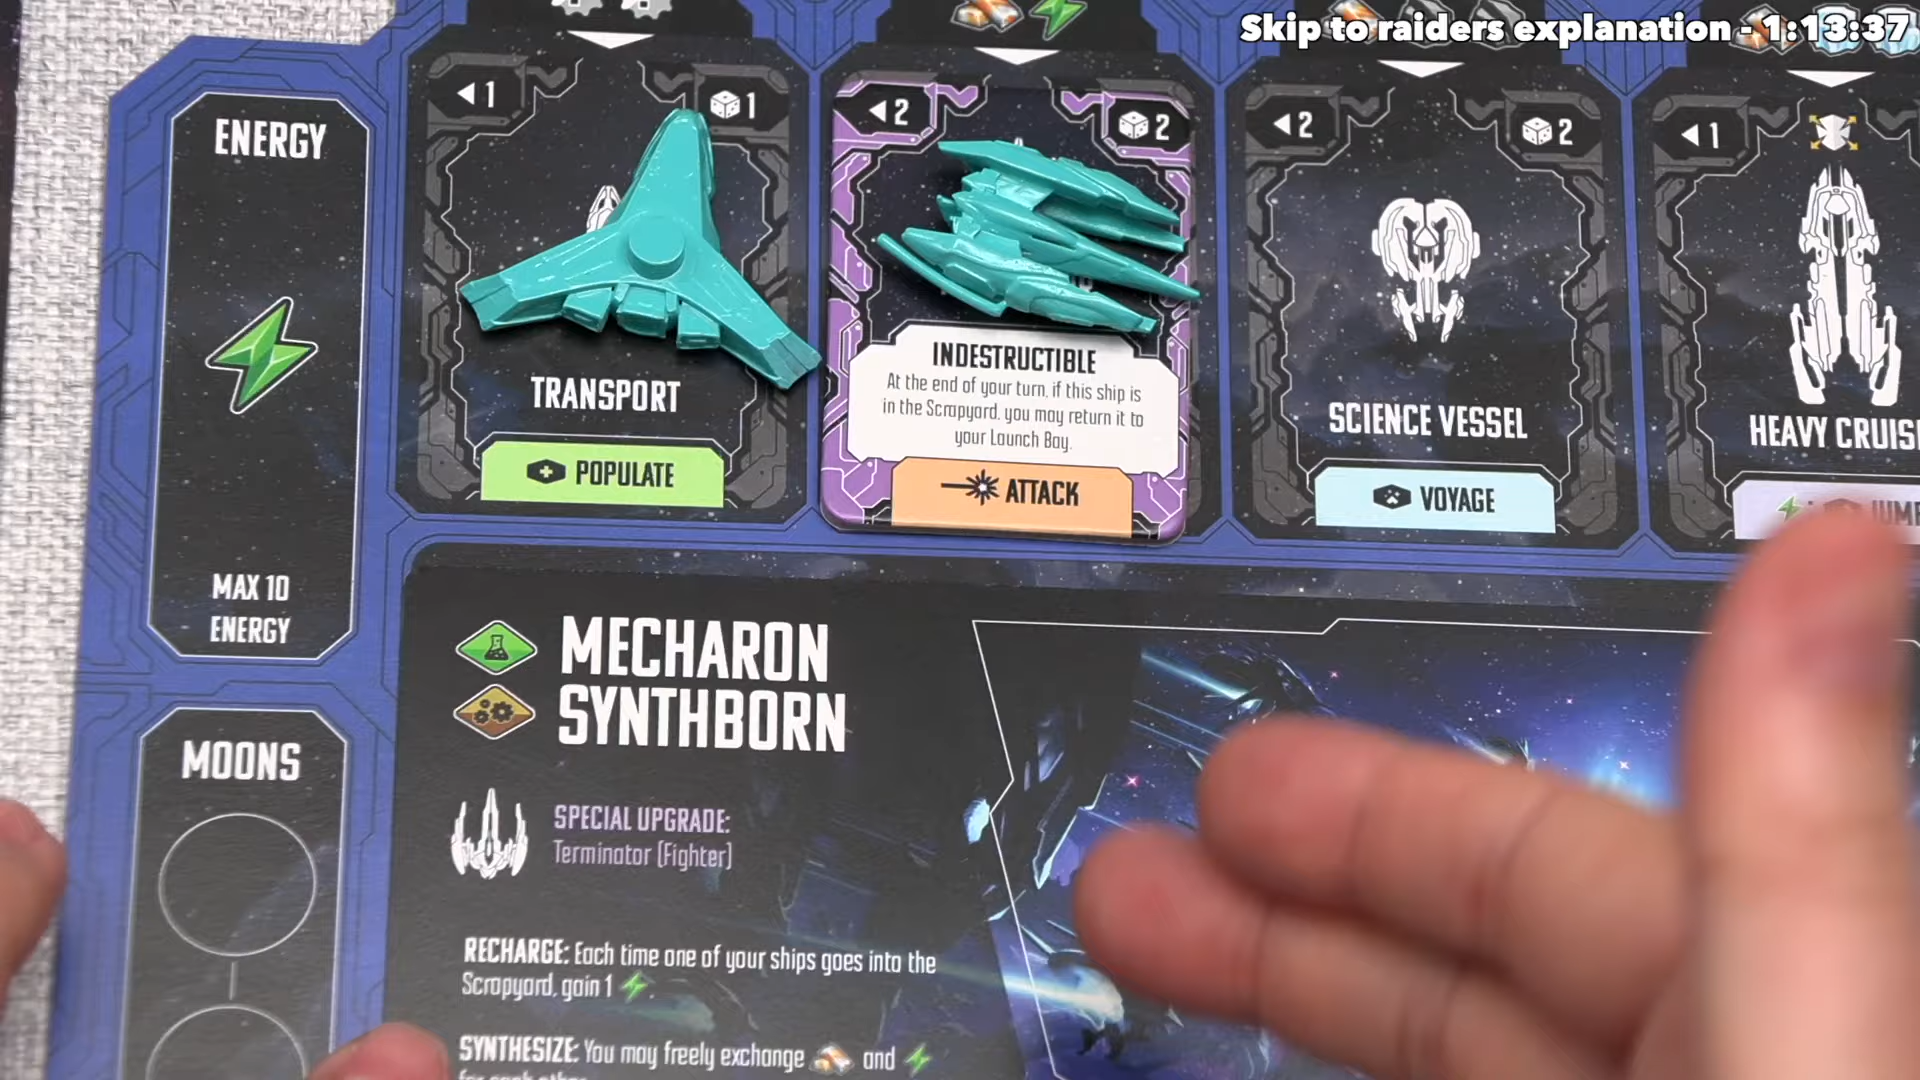 Skip to raiders explanation - 1:13:37
ENERGY
MAX 10
ENERGY
MOONS
1
1
TRANSPORT
POPULATE
2
2
INDESTRUCTIBLE
At the end of your turn, if this ship is
in the Scrapyard, you may return it to
your Launch Bay.
ATTACK
2
2
SCIENCE VESSEL
VOYAGE
1
HEAVY CRUIS
MECHARON
SYNTHBORN
SPECIAL UPGRADE:
Terminator (Fighter)
RECHARGE: Each time one of your ships goes into the
Scrapyard, gain 1 .
SYNTHESIZE: You may freely exchange and